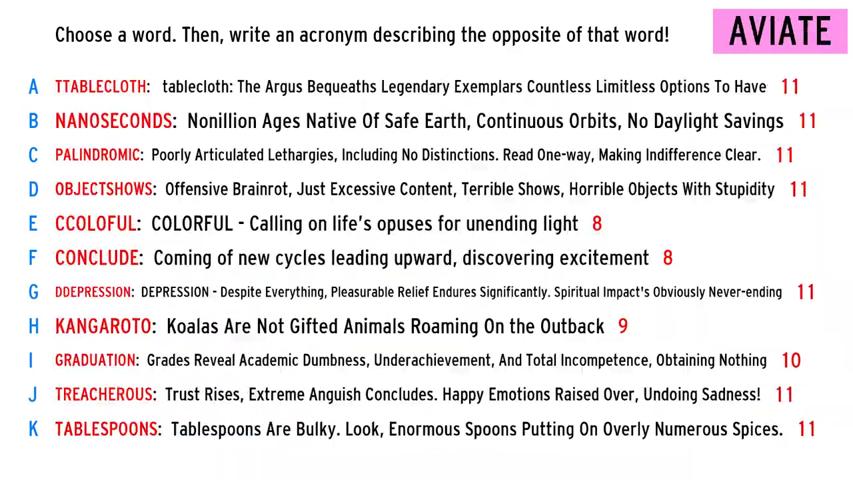 Choose a word. Then, write an acronym describing the opposite of that word!
AVIATE
A TTABLECLOTH: tablecloth: The Argus Bequeaths Legendary Exemplars Countless Limitless Options To Have 11
B NANOSECONDS: Nonillion Ages Native Of Safe Earth, Continuous Orbits, No Daylight Savings 11
C PALINDROMIC: Poorly Articulated Lethargies, Including No Distinctions. Read One-way, Making Indifference Clear. 11
D OBJECTSHOWS: Offensive Brainrot, Just Excessive Content, Terrible Shows, Horrible Objects With Stupidity 11
E CCOLOFUL: COLORFUL - Calling on life's opuses for unending light 8
F CONCLUDE: Coming of new cycles leading upward, discovering excitement 8
G DDEPRESSION: DEPRESSION - Despite Everything, Pleasurable Relief Endures Significantly. Spiritual Impact's Obviously Never-ending 11
H KANGAROTO: Koalas Are Not Gifted Animals Roaming On the Outback 9
I GRADUATION: Grades Reveal Academic Dumbness, Underachievement, And Total Incompetence, Obtaining Nothing 10
J TREACHEROUS: Trust Rises, Extreme Anguish Concludes. Happy Emotions Raised Over, Undoing Sadness! 11
K TABLESPOONS: Tablespoons Are Bulky. Look, Enormous Spoons Putting On Overly Numerous Spices. 11